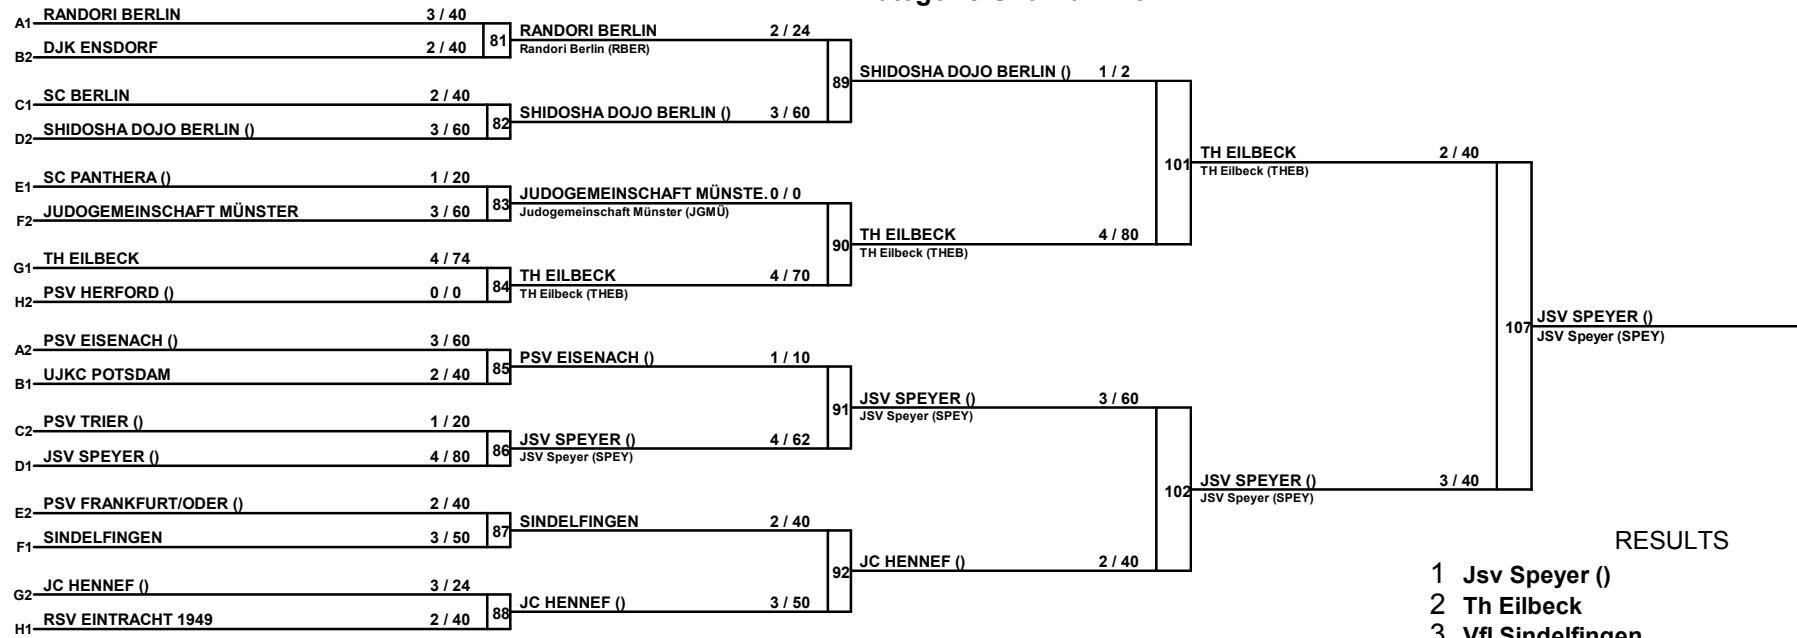 A1 RANDORI BERLIN 3 / 40
B2 DJK ENSDORF 2 / 40
81 RANDORI BERLIN 2 / 24
Randori Berlin (RBER)
C1 SC BERLIN 2 / 40
D2 SHIDOSHA DOJO BERLIN () 3 / 60
82 SHIDOSHA DOJO BERLIN () 3 / 60
E1 SC PANTHERA () 1 / 20
F2 JUDOGEMEINSCHAFT MÜNSTER 3 / 60
83 JUDOGEMEINSCHAFT MÜNSTE. 0 / 0
Judogemeinschaft Münster (JGMÜ)
G1 TH EILBECK 4 / 74
H2 PSV HERFORD () 0 / 0
84 TH EILBECK 4 / 70
TH Eilbeck (THEB)
A2 PSV EISENACH () 3 / 60
B1 UJKC POTSDAM 2 / 40
85 PSV EISENACH () 1 / 10
C2 PSV TRIER () 1 / 20
D1 JSV SPEYER () 4 / 80
86 JSV SPEYER () 4 / 62
JSV Speyer (SPEY)
E2 PSV FRANKFURT/ODER () 2 / 40
F1 SINDELFINGEN 3 / 50
87 SINDELFINGEN 2 / 40
G2 JC HENNEF () 3 / 24
H1 RSV EINTRACHT 1949 2 / 40
88 JC HENNEF () 3 / 50
89 SHIDOSHA DOJO BERLIN () 1 / 2
90 TH EILBECK 4 / 80
TH Eilbeck (THEB)
91 JSV SPEYER () 3 / 60
JSV Speyer (SPEY)
92 JC HENNEF () 2 / 40
101 TH EILBECK 2 / 40
TH Eilbeck (THEB)
102 JSV SPEYER () 3 / 40
JSV Speyer (SPEY)
107 JSV SPEYER ()
JSV Speyer (SPEY)
RESULTS
1 Jsv Speyer ()
2 Th Eilbeck
3 Vfl Sindelfingen